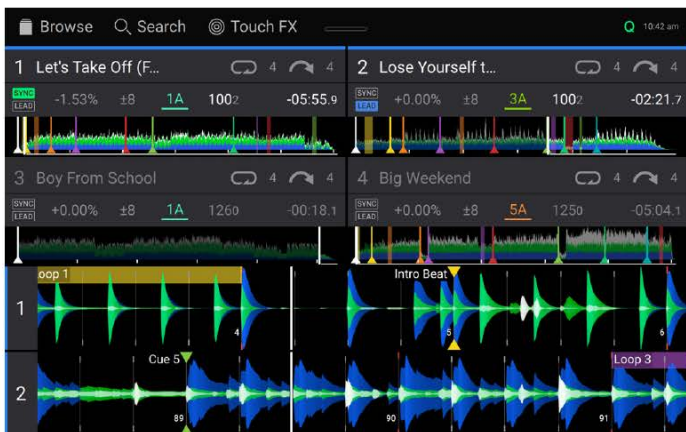 Browse Search Touch FX Q 10:42 am
1 Let's Take Off (F... 4 4
SYNC LEAD -1.53% ±8 1A 1002 -05:55.9
2 Lose Yourself t... 4 4
SYNC LEAD +0.00% ±8 3A 1002 -02:21.7
3 Boy From School 4 4
SYNC LEAD +0.00% ±8 1A 1260 -00:18.1
4 Big Weekend 4 4
SYNC LEAD +0.00% ±8 5A 1250 -05:04.1
oop 1 Intro Beat
1 4 5 6
Cue 5 Loop 3
2 89 90 91